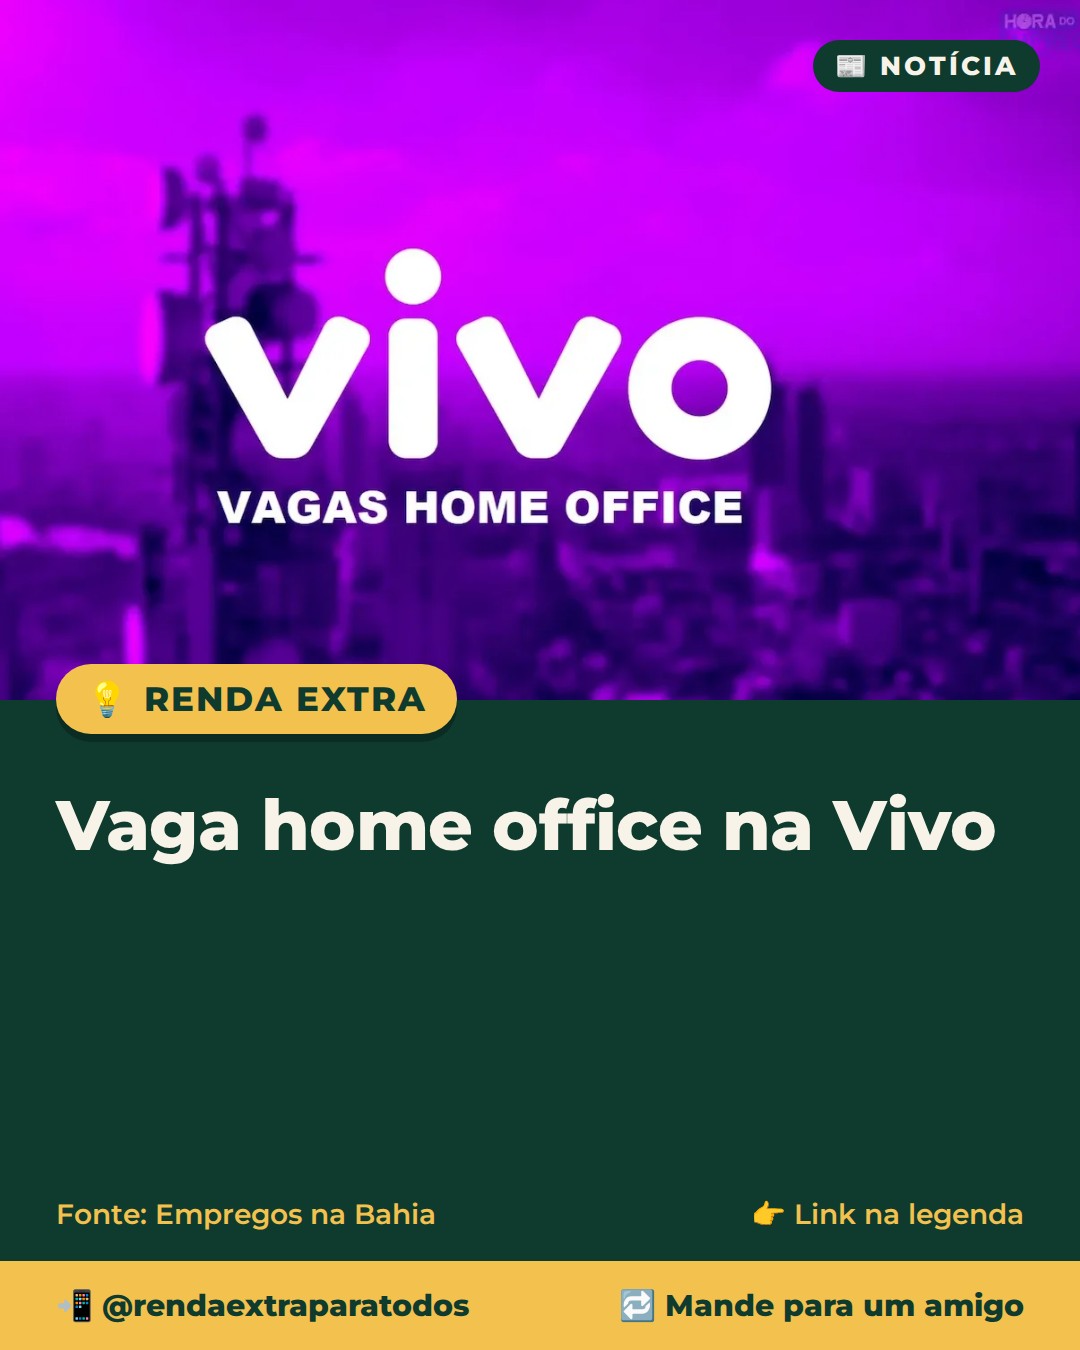 HORA DO
📰 NOTÍCIA
vivo
VAGAS HOME OFFICE
💡 RENDA EXTRA
Vaga home office na Vivo
Fonte: Empregos na Bahia
👉 Link na legenda
📲 @rendaextraparatodos
🔁 Mande para um amigo